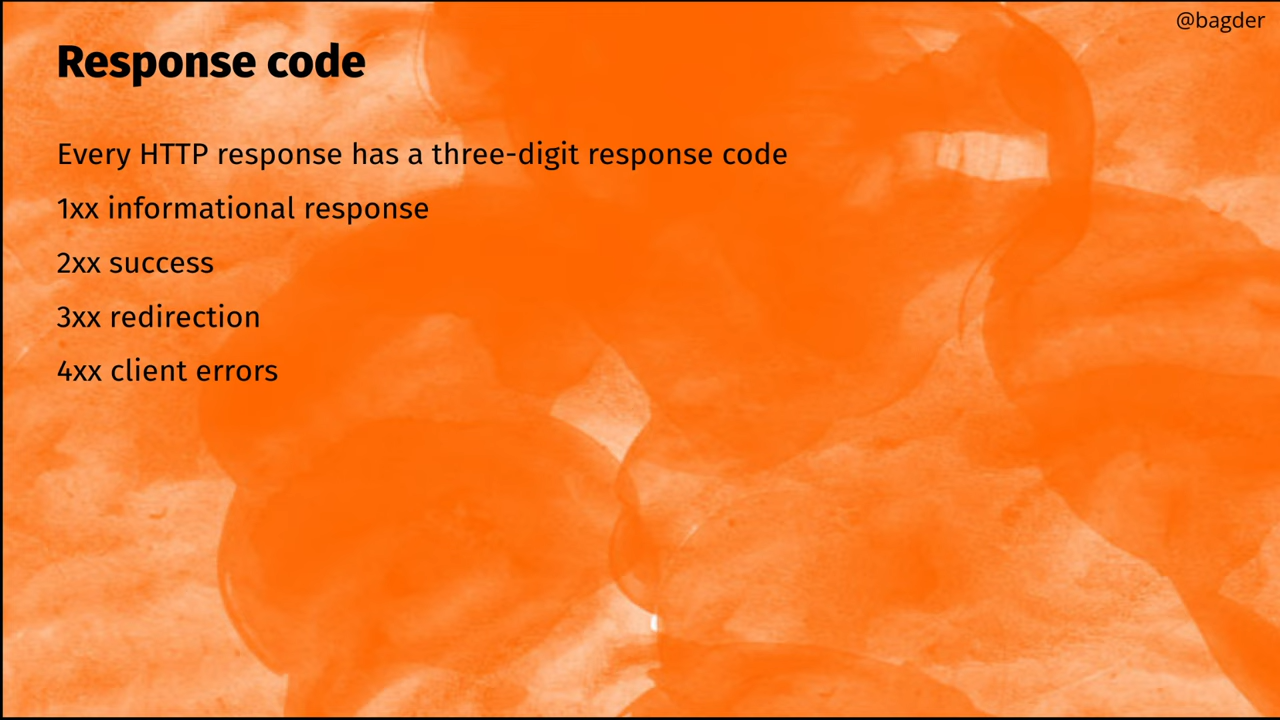 @bagder
Response code
Every HTTP response has a three-digit response code
1xx informational response
2xx success
3xx redirection
4xx client errors